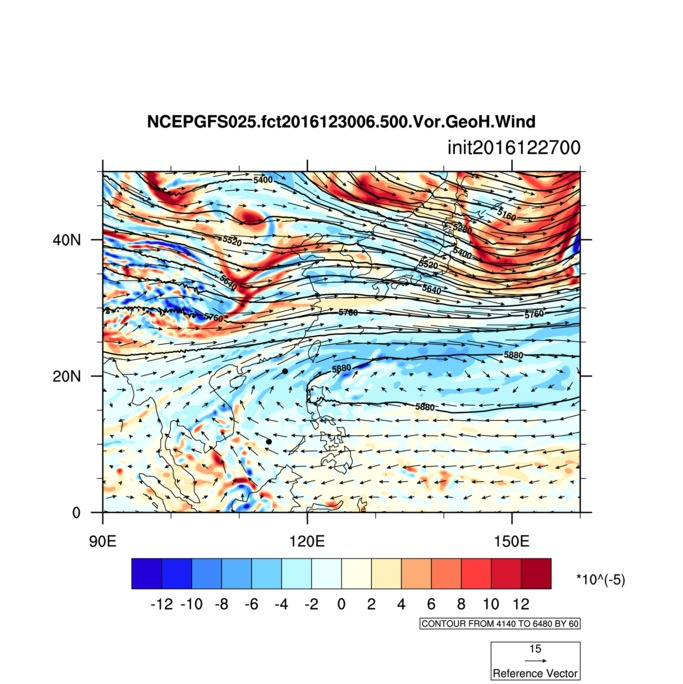 NCEPGFS025.fct2016123006.500.Vor.GeoH.Wind
init2016122700
5400
5160
5280
40N
5520
5400
5520
5640
5640
5760
5760
5760
5880
20N
5880
5880
0
90E 120E 150E
-12 -10 -8 -6 -4 -2 0 2 4 6 8 10 12
*10^(-5)
CONTOUR FROM 4140 TO 6480 BY 60
15
Reference Vector